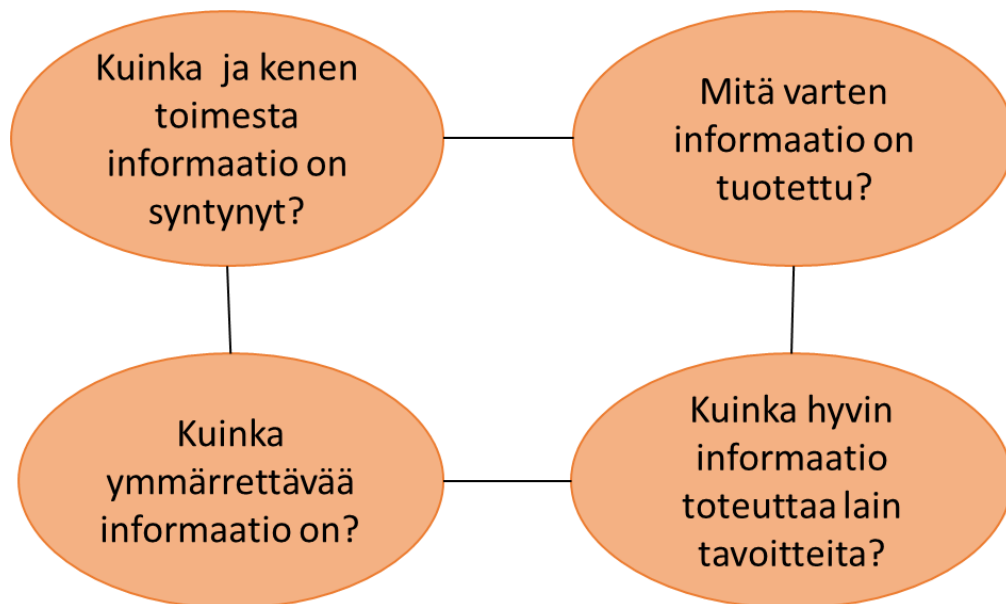 Kuinka ja kenen
toimesta
informaatio on
syntynyt?
Mitä varten
informaatio on
tuotettu?
Kuinka
ymmärrettävää
informaatio on?
Kuinka hyvin
informaatio
toteuttaa lain
tavoitteita?